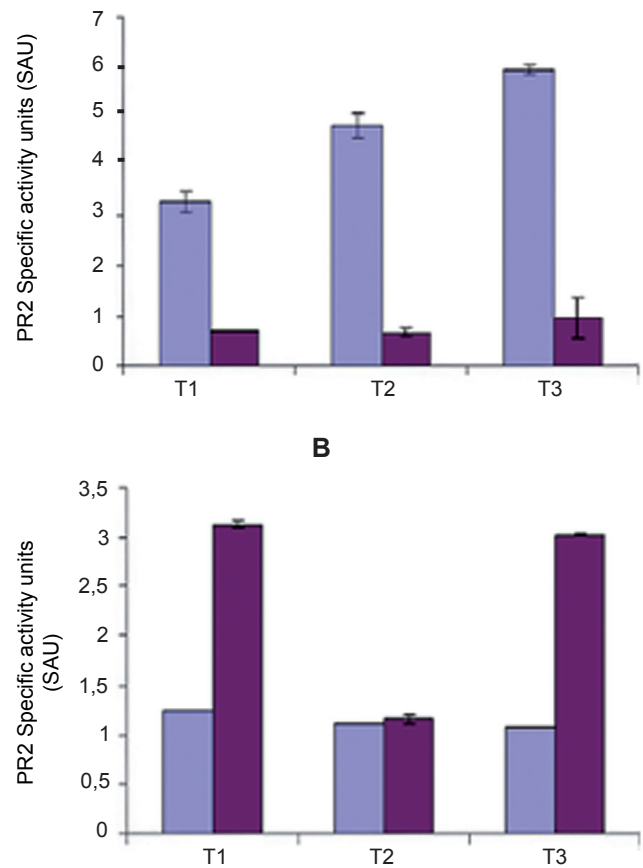 PR2 Specific activity units (SAU)
7
6
5
4
3
2
1
0
T1 T2 T3
B
PR2 Specific activity units
(SAU)
3,5
3
2,5
2
1,5
1
0,5
0
T1 T2 T3